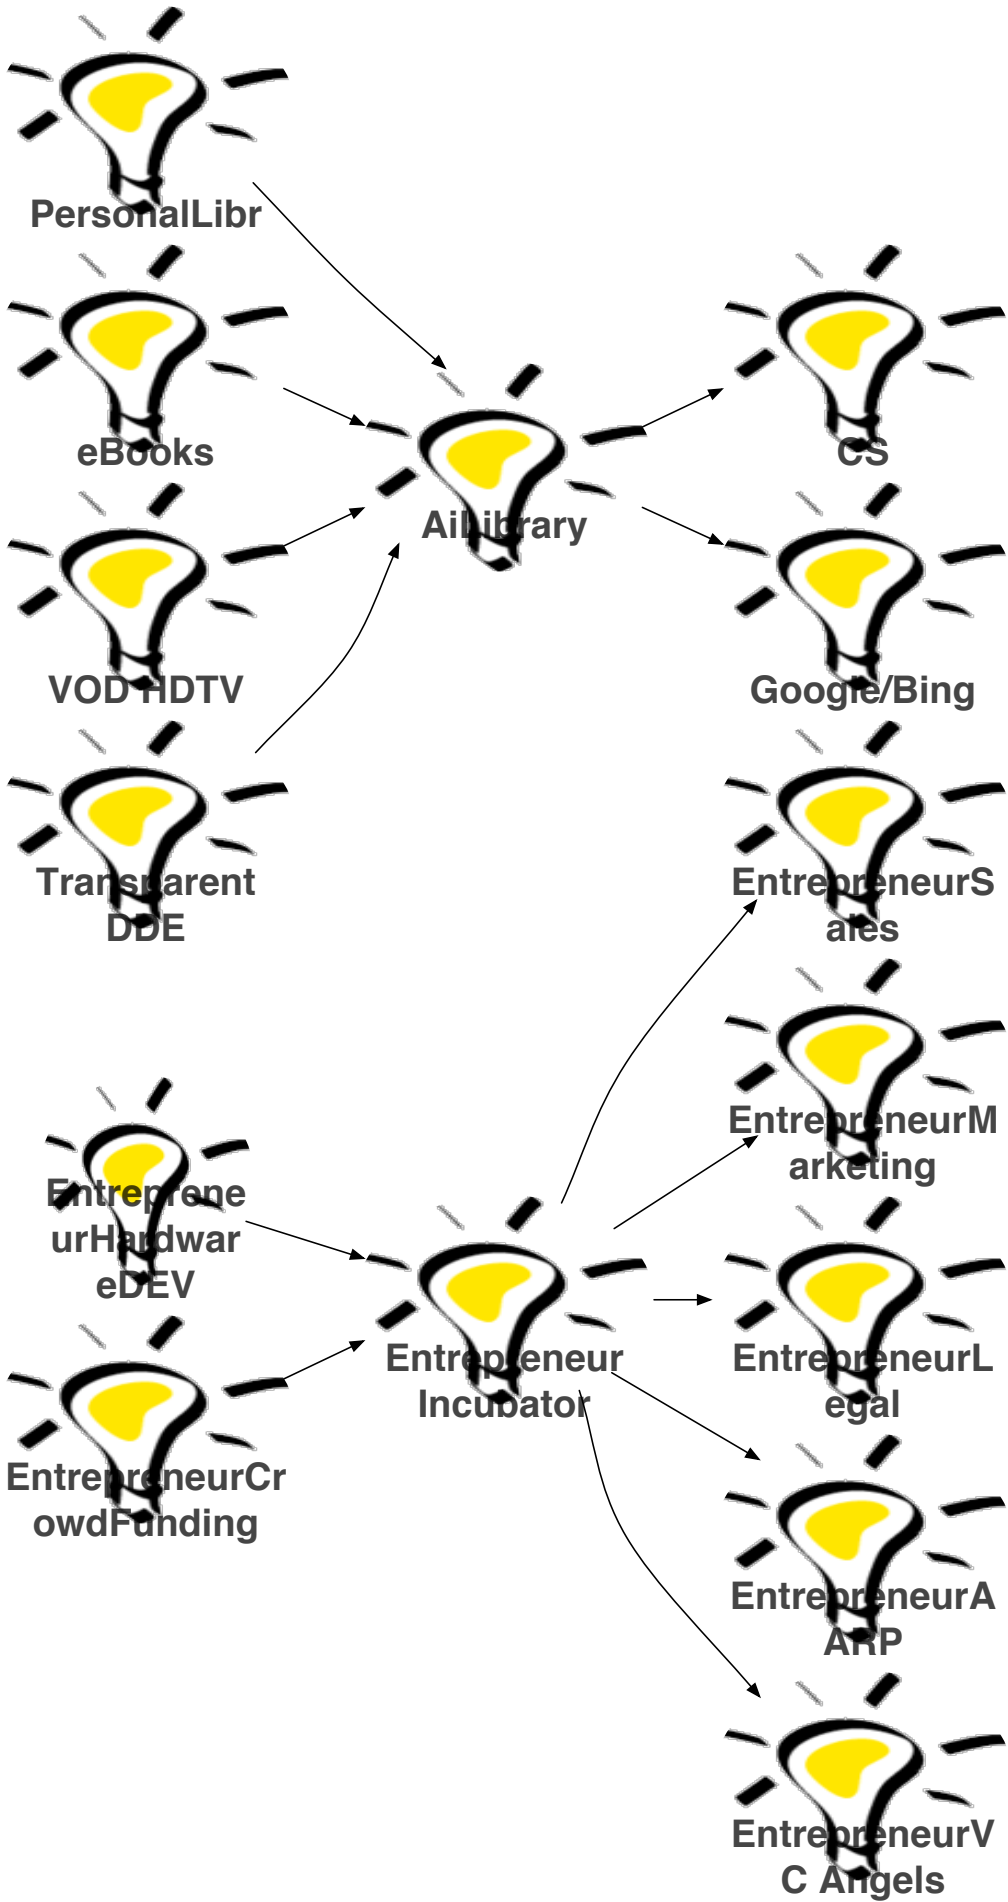 PersonalLibr
eBooks
VOD HDTV
Transparent
DDE
Entreprene
urHardwar
eDEV
EntrepreneurCr
owdFunding
AiLibrary
Entrepreneur
Incubator
CS
Google/Bing
EntrepreneurS
ales
EntrepreneurM
arketing
EntrepreneurL
egal
EntrepreneurA
ARP
EntrepreneurV
C Angels